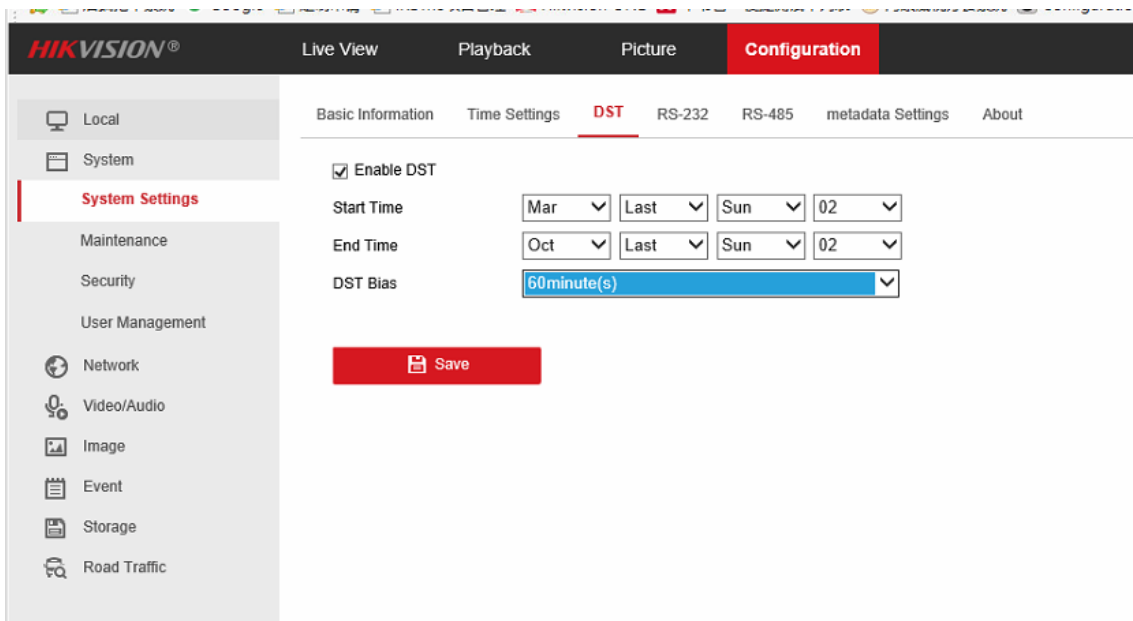 HIKVISION®
Live View Playback Picture Configuration
Basic Information Time Settings DST RS-232 RS-485 metadata Settings About
Local
System
System Settings
Maintenance
Security
User Management
Network
Video/Audio
Image
Event
Storage
Road Traffic
Enable DST
Start Time Mar Last Sun 02
End Time Oct Last Sun 02
DST Bias 60minute(s)
Save